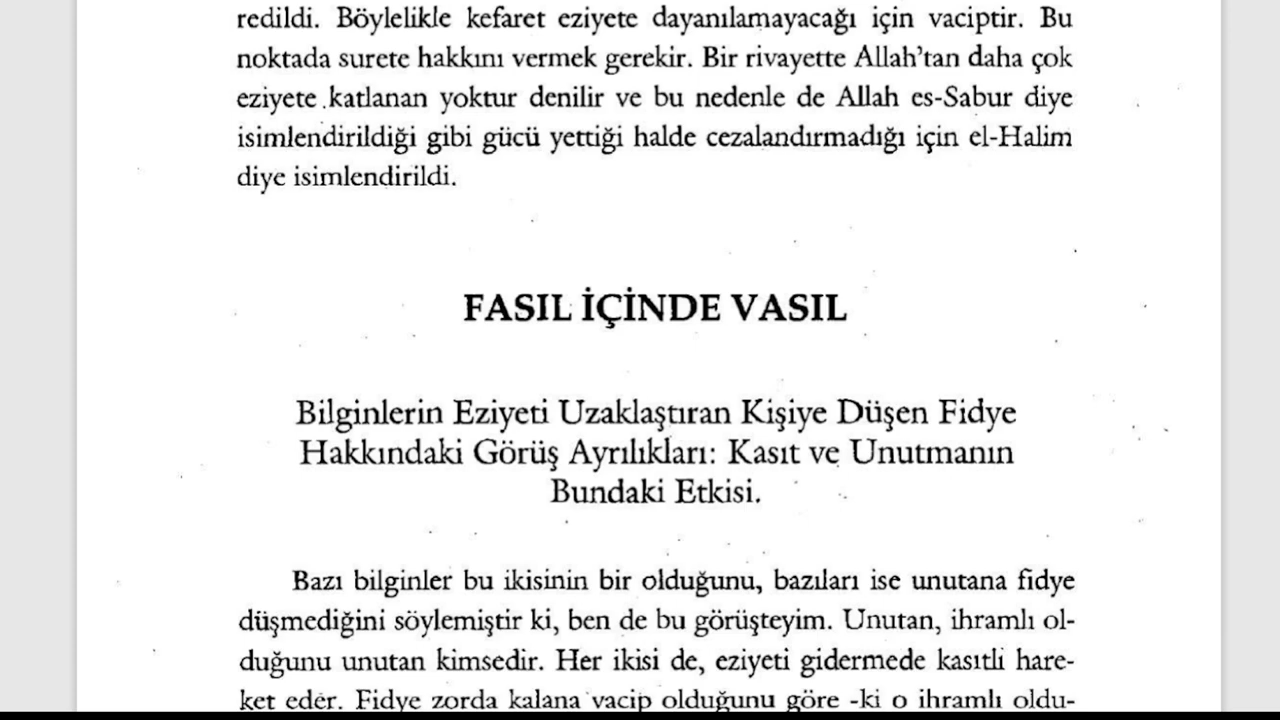 redildi. Böylelikle kefaret eziyete dayanılamayacağı için vaciptir. Bu
noktada surete hakkını vermek gerekir. Bir rivayette Allah'tan daha çok
eziyete katlanan yoktur denilir ve bu nedenle de Allah es-Sabur diye
isimlendirildiği gibi gücü yettiği halde cezalandırmadığı için el-Halim
diye isimlendirildi.
FASIL İÇİNDE VASIL
Bilginlerin Eziyeti Uzaklaştıran Kişiye Düşen Fidye
Hakkındaki Görüş Ayrılıkları: Kasıt ve Unutmanın
Bundaki Etkisi.
Bazı bilginler bu ikisinin bir olduğunu, bazıları ise unutana fidye
düşmediğini söylemiştir ki, ben de bu görüşteyim. Unutan, ihramlı ol-
duğunu unutan kimsedir. Her ikisi de, eziyeti gidermede kasıtlı hare-
ket eder. Fidye zorda kalana vacip olduğunu göre -ki o ihramlı oldu-